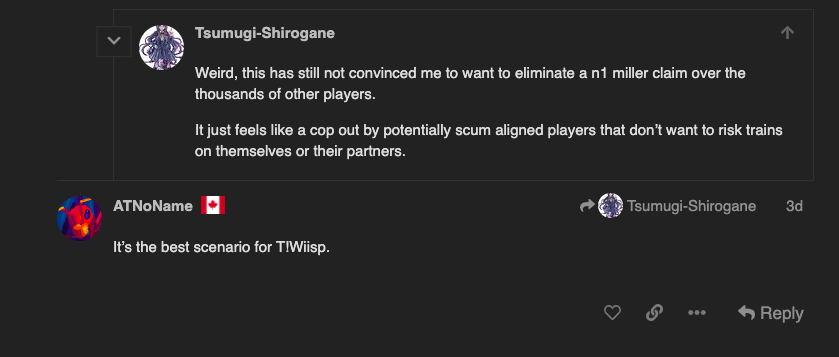 Tsumugi-Shirogane
Weird, this has still not convinced me to want to eliminate a n1 miller claim over the
thousands of other players.
It just feels like a cop out by potentially scum aligned players that don’t want to risk trains
on themselves or their partners.
ATNoName
Tsumugi-Shirogane 3d
It’s the best scenario for T!Wiisp.
Reply